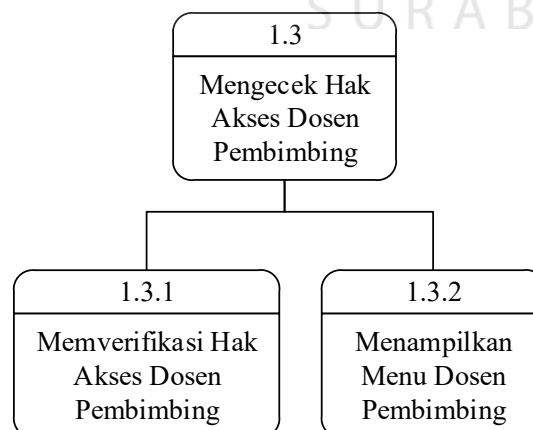 S U R A B
1.3
Mengecek Hak
Akses Dosen
Pembimbing
1.3.1
Memverifikasi Hak
Akses Dosen
Pembimbing
1.3.2
Menampilkan
Menu Dosen
Pembimbing